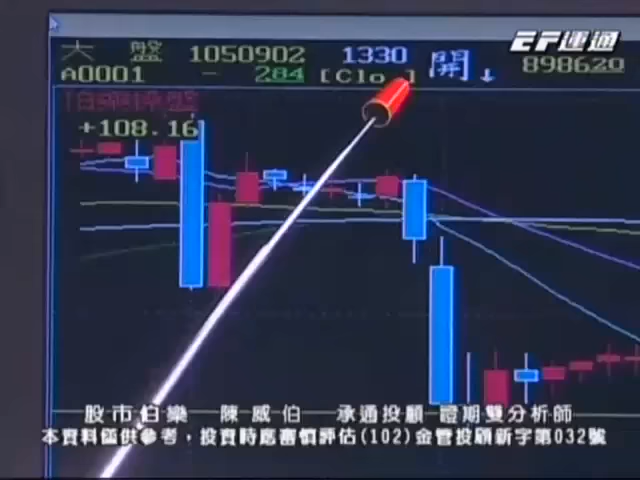 EF運通
大盤 1050902 1330 開↓ 898620
A0001 - 284 [Clo ]
+108.16
股市伯樂 陳威伯 承通投顧 證期雙分析師
本資料僅供參考，投資時應審慎評估(102)金管投顧新字第032號